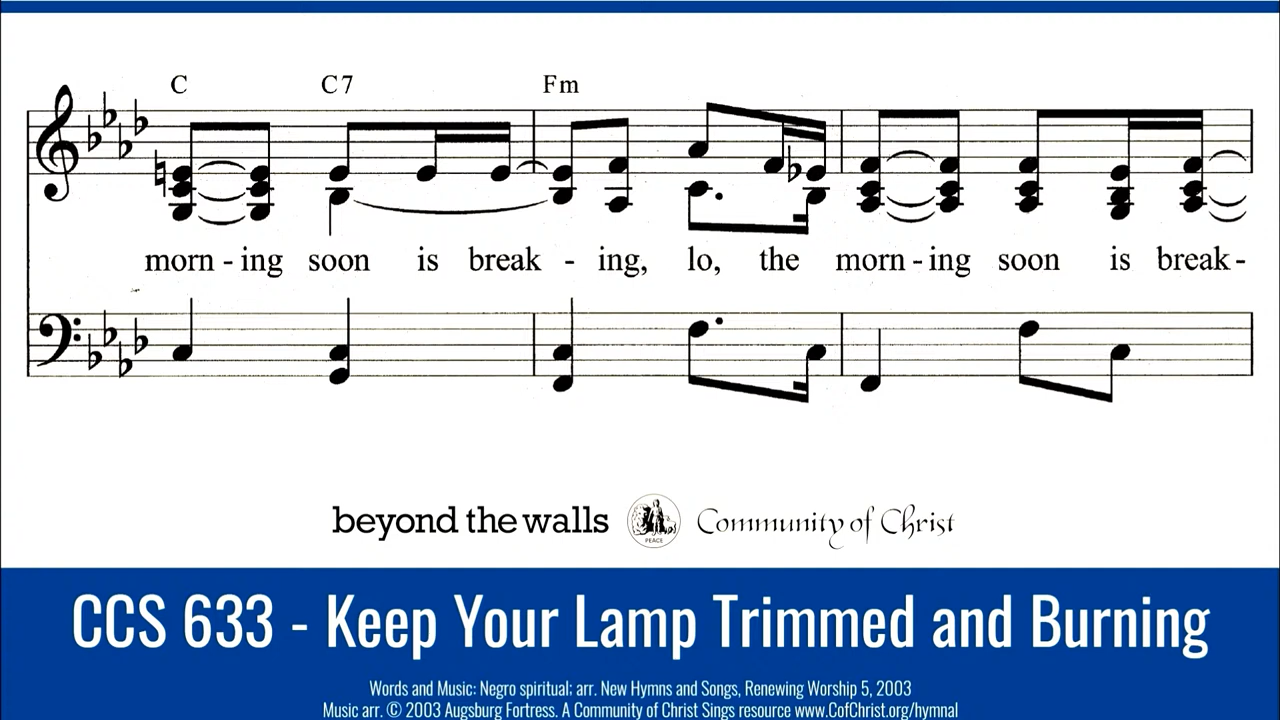 C C7 Fm
morn - ing soon is break - ing, lo, the morn - ing soon is break -
beyond the walls PEACE Community of Christ
CCS 633 - Keep Your Lamp Trimmed and Burning
Words and Music: Negro spiritual; arr. New Hymns and Songs, Renewing Worship 5, 2003
Music arr. © 2003 Augsburg Fortress. A Community of Christ Sings resource www.CofChrist.org/hymnal